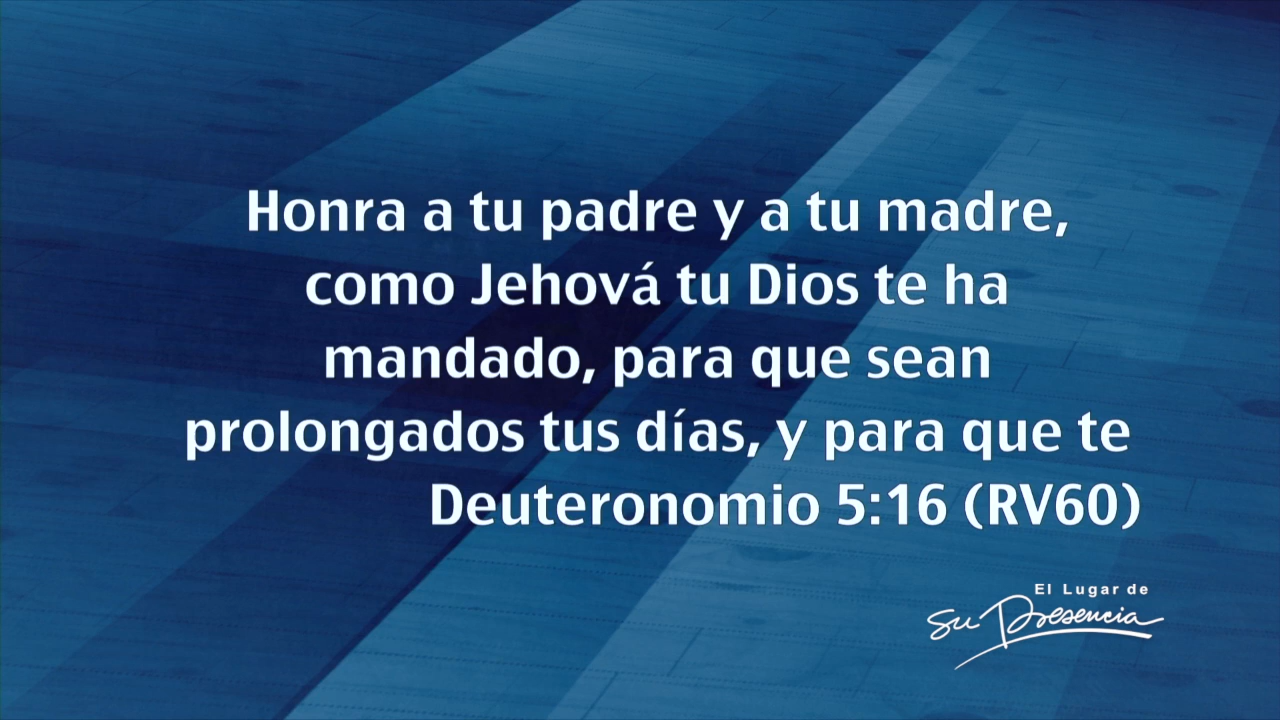 Honra a tu padre y a tu madre,
como Jehová tu Dios te ha
mandado, para que sean
prolongados tus días, y para que te
Deuteronomio 5:16 (RV60)
El Lugar de
Su Presencia